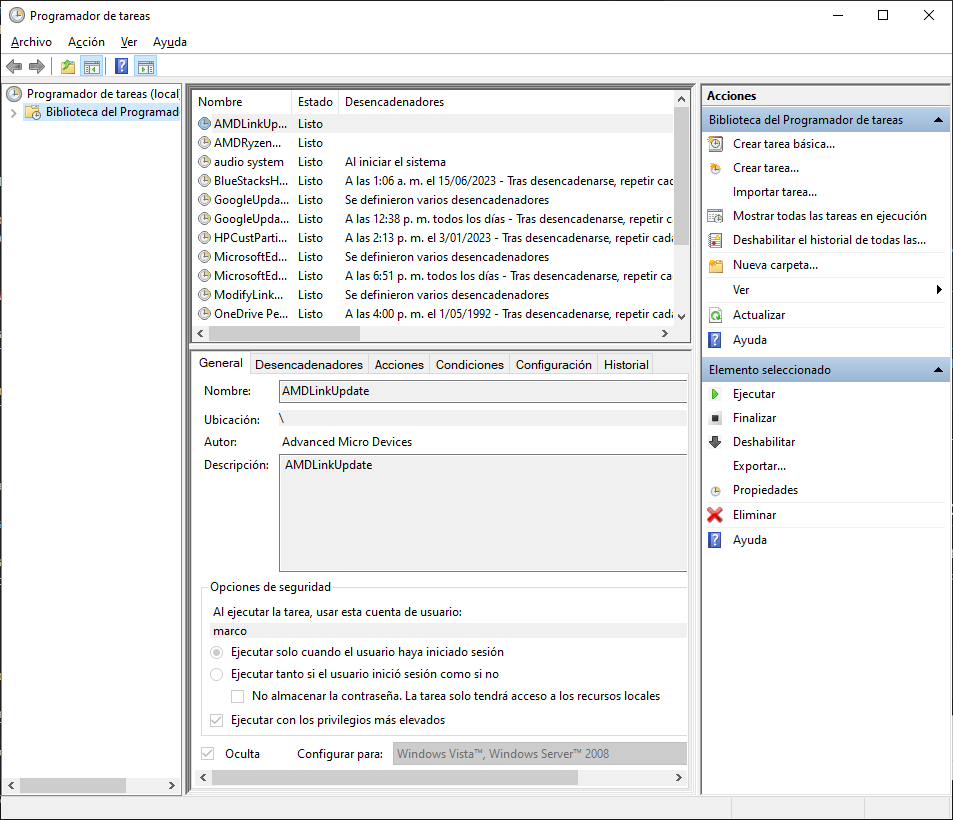 Programador de tareas
Archivo Acción Ver Ayuda
Programador de tareas (local
Biblioteca del Programad
Nombre Estado Desencadenadores
AMDLinkUp... Listo
AMDRyzen... Listo
audio system Listo Al iniciar el sistema
BlueStacksH... Listo A las 1:06 a. m. el 15/06/2023 - Tras desencadenarse, repetir cac
GoogleUpda... Listo Se definieron varios desencadenadores
GoogleUpda... Listo A las 12:38 p. m. todos los días - Tras desencadenarse, repetir c
HPCustParti... Listo A las 2:13 p. m. el 3/01/2023 - Tras desencadenarse, repetir cada
MicrosoftEd... Listo Se definieron varios desencadenadores
MicrosoftEd... Listo A las 6:51 p. m. todos los días - Tras desencadenarse, repetir ca
ModifyLink... Listo Se definieron varios desencadenadores
OneDrive Pe... Listo A las 4:00 p. m. el 1/05/1992 - Tras desencadenarse, repetir cada
General Desencadenadores Acciones Condiciones Configuración Historial
Nombre: AMDLinkUpdate
Ubicación: \
Autor: Advanced Micro Devices
Descripción: AMDLinkUpdate
Opciones de seguridad
Al ejecutar la tarea, usar esta cuenta de usuario:
marco
Ejecutar solo cuando el usuario haya iniciado sesión
Ejecutar tanto si el usuario inició sesión como si no
No almacenar la contraseña. La tarea solo tendrá acceso a los recursos locales
Ejecutar con los privilegios más elevados
Oculta Configurar para: Windows Vista™, Windows Server™ 2008
Acciones
Biblioteca del Programador de tareas
Crear tarea básica...
Crear tarea...
Importar tarea...
Mostrar todas las tareas en ejecución
Deshabilitar el historial de todas las...
Nueva carpeta...
Ver
Actualizar
Ayuda
Elemento seleccionado
Ejecutar
Finalizar
Deshabilitar
Exportar...
Propiedades
Eliminar
Ayuda